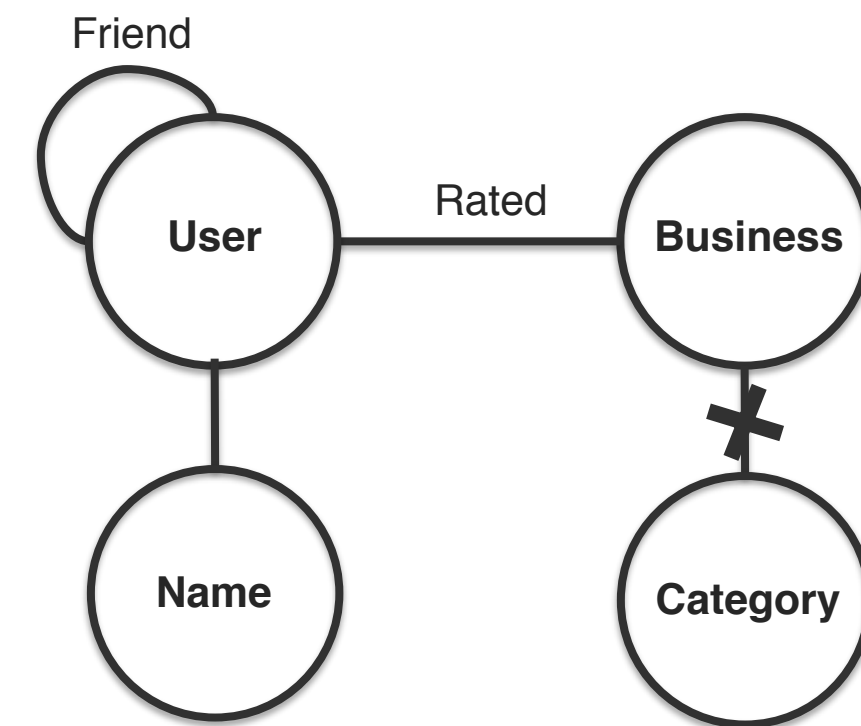 Friend
User
Rated
Business
Name
Category